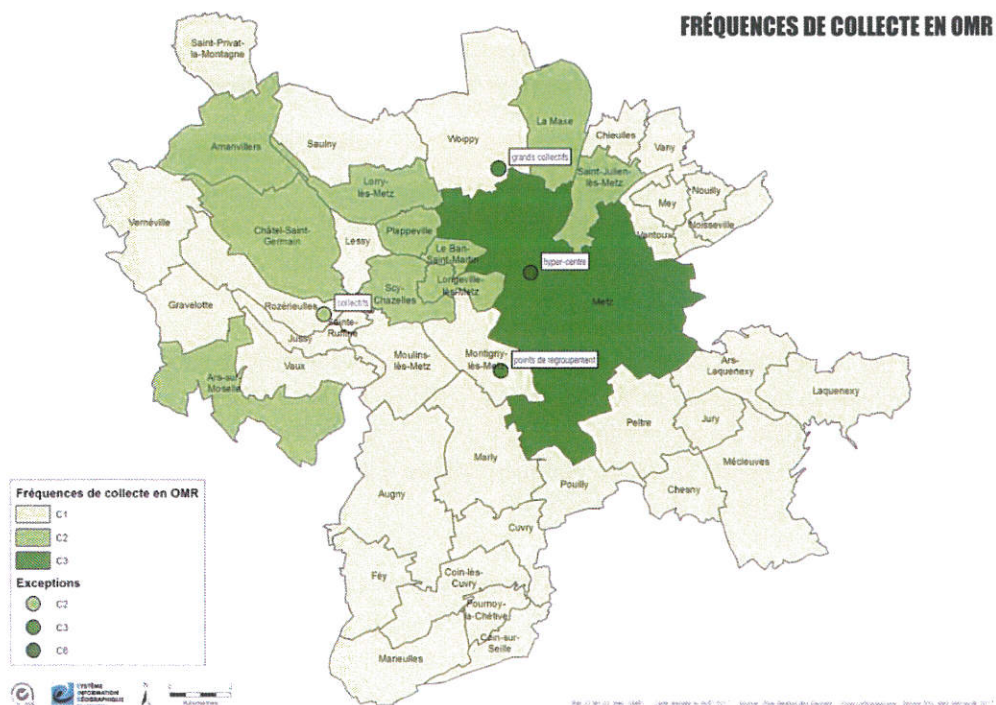 FRÉQUENCES DE COLLECTE EN OMR
Saint-Privat-
la-Montagne
Amanvillers
Saulny
Woippy
La Maxe
Chieulles
Vany
grands collectifs
Saint-Julien-
lès-Metz
Lorry-
lès-Metz
Mey
Nouilly
Noisseville
Vantoux
Vernéville
Châtel-Saint-
Germain
Lessy
Plappeville
Le Ban-
Saint-Martin
hyper-centre
Scy-
Chazelles
Longeville-
lès-Metz
Metz
Gravelotte
Rozérieulles
collectifs
Sainte-
Ruffine
Jussy
Vaux
Moulins-
lès-Metz
Montigny-
lès-Metz
points de regroupement
Ars-sur-
Moselle
Ars-
Laquenexy
Laquenexy
Peltre
Jury
Mécleuves
Marly
Augny
Pouilly
Chesny
Cuvry
Féy
Coin-lès-
Cuvry
Pournoy-
la-Chétive
Coin-sur-
Seille
Marieulles
Fréquences de collecte en OMR
C1
C2
C3
Exceptions
C2
C3
C6
SYSTÈME
INFORMATION
GÉOGRAPHIQUE
N
Kilomètres